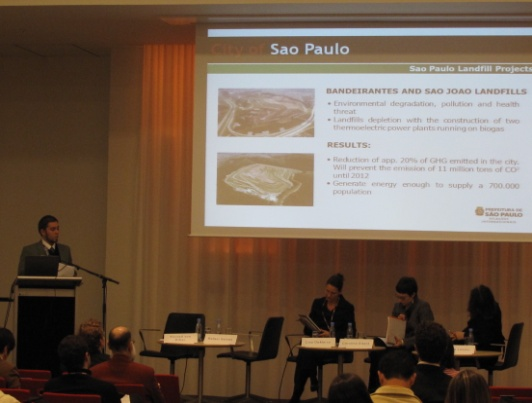 City of Sao Paulo
Sao Paulo Landfill Projects
BANDEIRANTES AND SAO JOAO LANDFILLS
• Environmental degradation, pollution and health
threat
• Landfills depletion with the construction of two
thermoelectric power plants running on biogas
RESULTS:
• Reduction of app. 20% of GHG emitted in the city.
Will prevent the emission of 11 million tons of CO²
until 2012
• Generate energy enough to supply a 700,000
population
PREFEITURA DE
SÃO PAULO